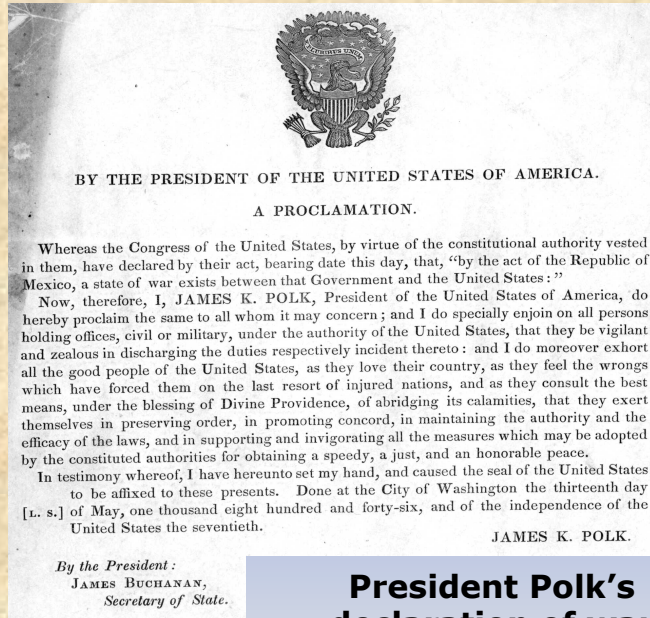 PLURIBUS UNUM
BY THE PRESIDENT OF THE UNITED STATES OF AMERICA.
A PROCLAMATION.
Whereas the Congress of the United States, by virtue of the constitutional authority vested
in them, have declared by their act, bearing date this day, that, “by the act of the Republic of
Mexico, a state of war exists between that Government and the United States:”
Now, therefore, I, JAMES K. POLK, President of the United States of America, do
hereby proclaim the same to all whom it may concern; and I do specially enjoin on all persons
holding offices, civil or military, under the authority of the United States, that they be vigilant
and zealous in discharging the duties respectively incident thereto: and I do moreover exhort
all the good people of the United States, as they love their country, as they feel the wrongs
which have forced them on the last resort of injured nations, and as they consult the best
means, under the blessing of Divine Providence, of abridging its calamities, that they exert
themselves in preserving order, in promoting concord, in maintaining the authority and the
efficacy of the laws, and in supporting and invigorating all the measures which may be adopted
by the constituted authorities for obtaining a speedy, a just, and an honorable peace.
In testimony whereof, I have hereunto set my hand, and caused the seal of the United States
to be affixed to these presents. Done at the City of Washington the thirteenth day
[L. S.] of May, one thousand eight hundred and forty-six, and of the independence of the
United States the seventieth.
JAMES K. POLK.
By the President:
JAMES BUCHANAN,
Secretary of State.
President Polk’s
declaration of war